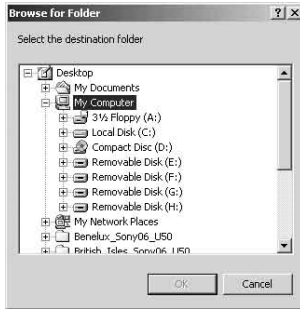 Browse for Folder
Select the destination folder
Desktop
My Documents
My Computer
3½ Floppy (A:)
Local Disk (C:)
Compact Disc (D:)
Removable Disk (E:)
Removable Disk (F:)
Removable Disk (G:)
Removable Disk (H:)
My Network Places
Benelux_Sony06_U50
British_Isles_Sony06_U50
OK
Cancel